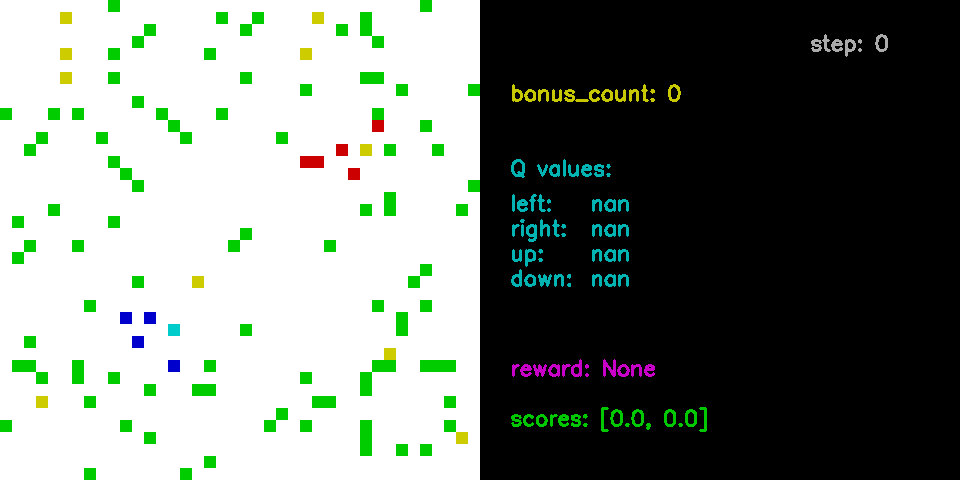 step: 0
bonus_count: 0
Q values:
left: nan
right: nan
up: nan
down: nan
reward: None
scores: [0.0, 0.0]